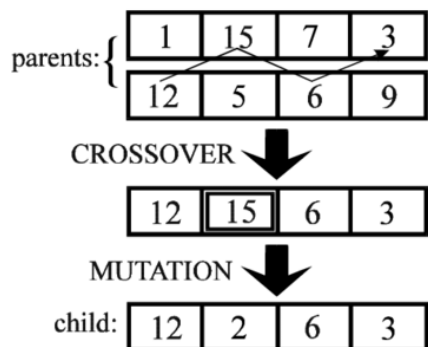 1 15 7 3
parents:
12 5 6 9
CROSSOVER
12 15 6 3
MUTATION
child: 12 2 6 3